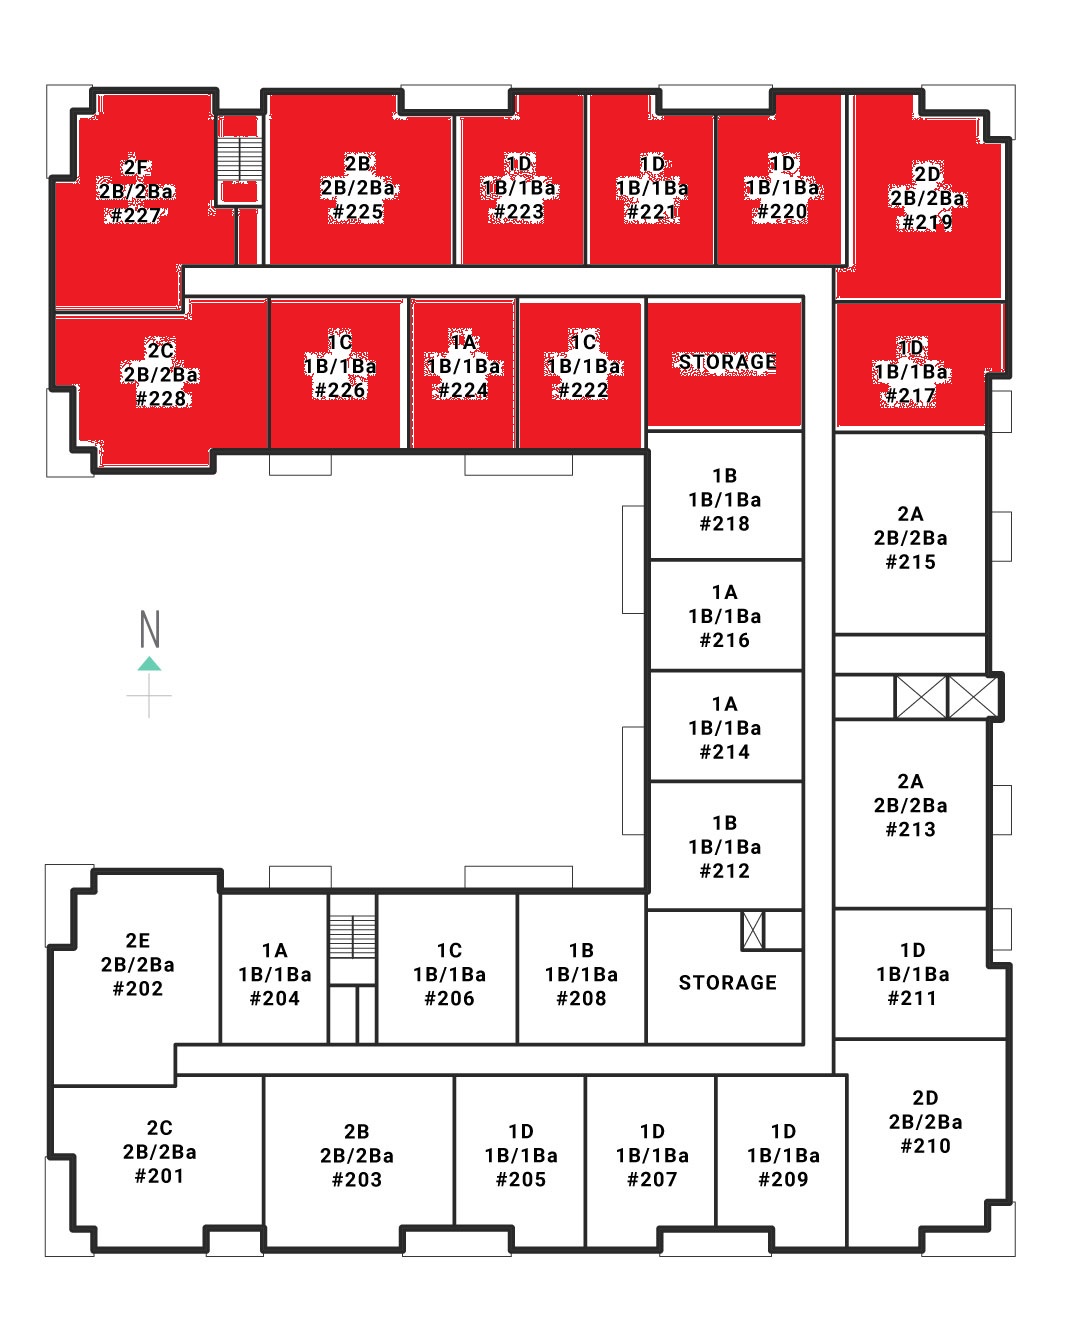 2F
2B/2Ba
#227
2B
2B/2Ba
#225
1D
1B/1Ba
#223
1D
1B/1Ba
#221
1D
1B/1Ba
#220
2D
2B/2Ba
#219
2C
2B/2Ba
#228
1C
1B/1Ba
#226
1A
1B/1Ba
#224
1C
1B/1Ba
#222
STORAGE
1D
1B/1Ba
#217
1B
1B/1Ba
#218
2A
2B/2Ba
#215
1A
1B/1Ba
#216
N
1A
1B/1Ba
#214
2A
2B/2Ba
#213
1B
1B/1Ba
#212
2E
2B/2Ba
#202
1A
1B/1Ba
#204
1C
1B/1Ba
#206
1B
1B/1Ba
#208
STORAGE
1D
1B/1Ba
#211
2C
2B/2Ba
#201
2B
2B/2Ba
#203
1D
1B/1Ba
#205
1D
1B/1Ba
#207
1D
1B/1Ba
#209
2D
2B/2Ba
#210